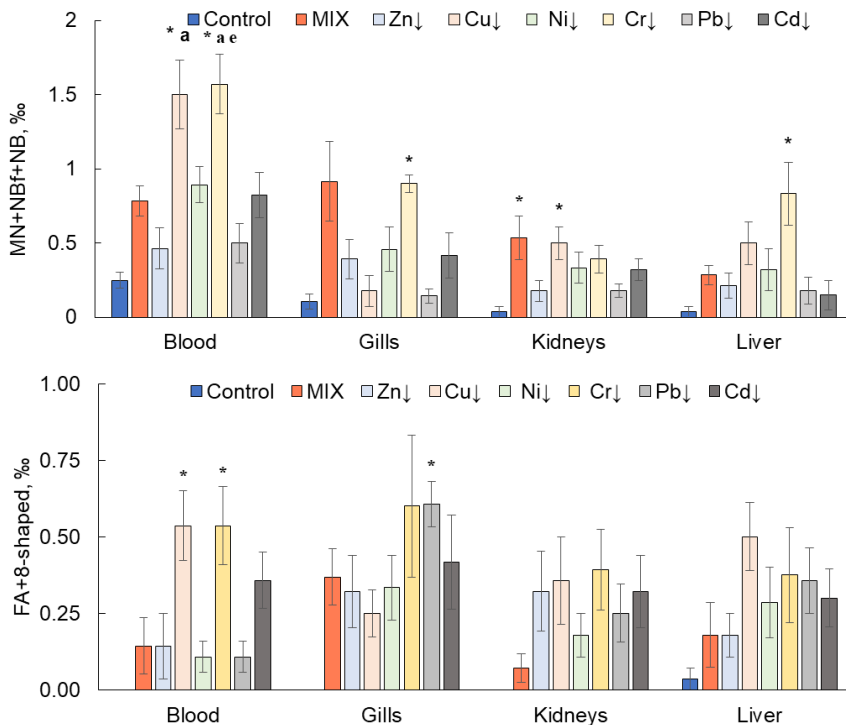 Control MIX Zn↓ Cu↓ Ni↓ Cr↓ Pb↓ Cd↓
2
* a * a e
1.5
*
1
*
* *
0.5
0
MN+NBf+NB, ‰
Blood Gills Kidneys Liver
1.00
Control MIX Zn↓ Cu↓ Ni↓ Cr↓ Pb↓ Cd↓
0.75
* * *
0.50
0.25
0.00
FA+8-shaped, ‰
Blood Gills Kidneys Liver